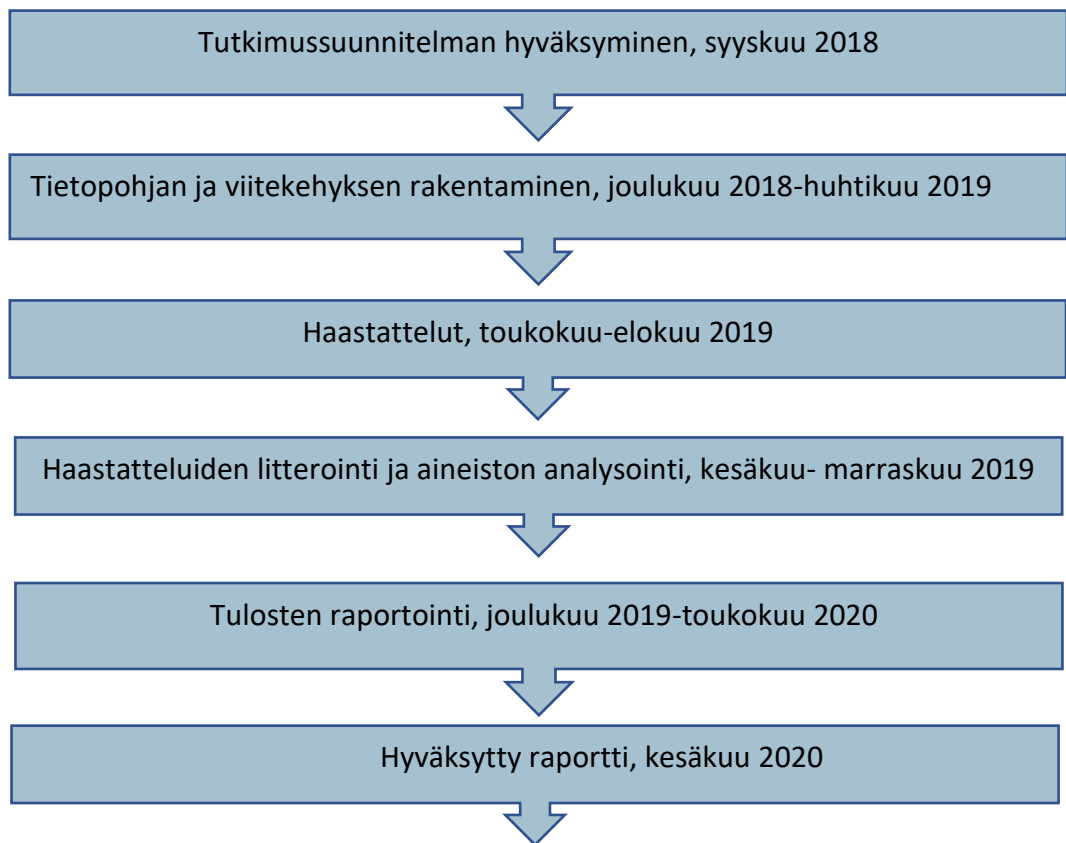 Tutkimussuunnitelman hyväksyminen, syyskuu 2018
Tietopohjan ja viitekehyksen rakentaminen, joulukuu 2018-huhtikuu 2019
Haastattelut, toukokuu-elokuu 2019
Haastatteluiden litterointi ja aineiston analysointi, kesäkuu- marraskuu 2019
Tulosten raportointi, joulukuu 2019-toukokuu 2020
Hyväksytty raportti, kesäkuu 2020